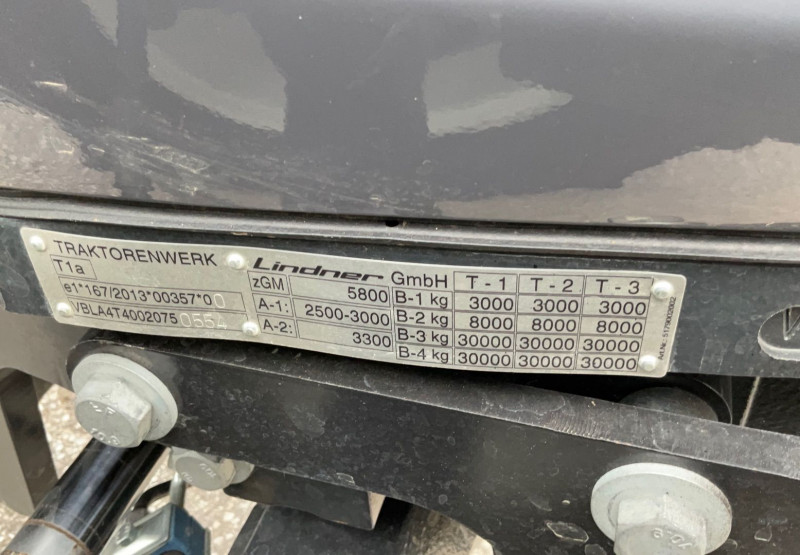 TRAKTORENWERK Lindner GmbH
T1a
e1*167/2013*00357*00
VBLA4T40020750554
zGM 5800
A-1: 2500-3000
A-2: 3300
T - 1 T - 2 T - 3
B-1 kg 3000 3000 3000
B-2 kg 8000 8000 8000
B-3 kg 30000 30000 30000
B-4 kg 30000 30000 30000